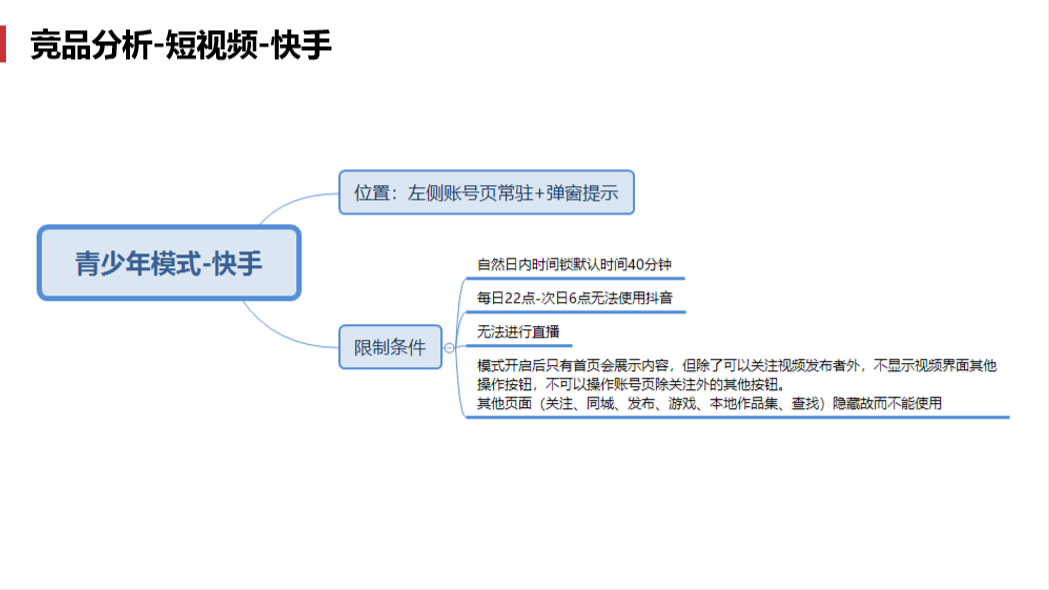 竞品分析-短视频-快手
位置：左侧账号页常驻+弹窗提示
青少年模式-快手
自然日内时间锁默认时间40分钟
每日22点-次日6点无法使用抖音
无法进行直播
限制条件
模式开启后只有首页会展示内容，但除了可以关注视频发布者外，不显示视频界面其他
操作按钮，不可以操作账号页除关注外的其他按钮。
其他页面（关注、同城、发布、游戏、本地作品集、查找）隐藏故而不能使用